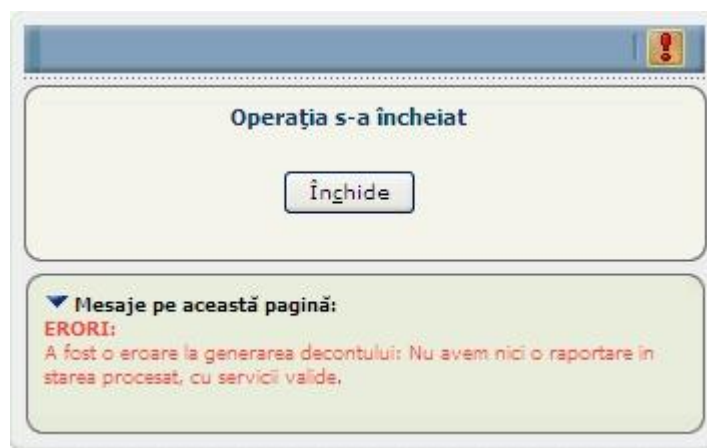 Operaţia s-a încheiat
Închide
Mesaje pe această pagină:
ERORI:
A fost o eroare la generarea decontului: Nu avem nici o raportare in
starea procesat, cu servicii valide.